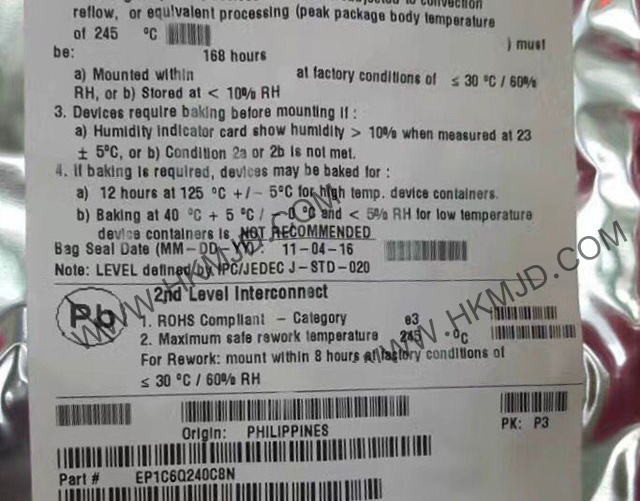 reflow, or equivalent processing (peak package body temperature
of 245 °C ) must
be: 168 hours
a) Mounted within at factory conditions of ≤ 30 °C / 60%
RH, or b) Stored at < 10% RH
3. Devices require baking before mounting if :
a) Humidity Indicator card show humidity > 10% when measured at 23
± 5°C, or b) Condition 2a or 2b is not met.
4. If baking is required, devices may be baked for :
a) 12 hours at 125 °C +/- 5°C for high temp. device containers.
b) Baking at 40 °C + 5 °C / -0 °C and < 5% RH for low temperature
device containers is NOT RECOMMENDED
Bag Seal Date (MM-DD-YY): 11-04-16
Note: LEVEL defined by IPC/JEDEC J-STD-020
Pb
2nd Level Interconnect
1. ROHS Compliant - Category e3
2. Maximum safe rework temperature 245 °C
For Rework: mount within 8 hours at factory conditions of
≤ 30 °C / 60% RH
PK: P3
Origin: PHILIPPINES
Part # EP1C6Q240C8N
WWW.HKMJD.COM
WWW.HKMJD.COM